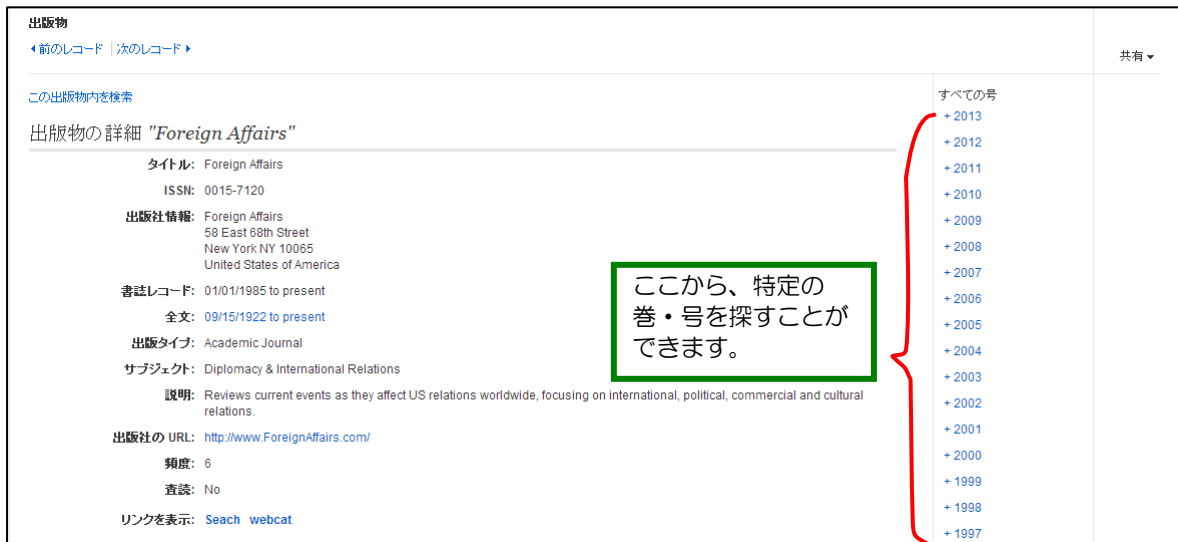 出版物
前のレコード 次のレコード
共有
この出版物内を検索
出版物の詳細 "Foreign Affairs"
タイトル: Foreign Affairs
ISSN: 0015-7120
出版社情報: Foreign Affairs
58 East 68th Street
New York NY 10065
United States of America
書誌レコード: 01/01/1985 to present
全文: 09/15/1922 to present
出版タイプ: Academic Journal
サブジェクト: Diplomacy & International Relations
説明: Reviews current events as they affect US relations worldwide, focusing on international, political, commercial and cultural
relations.
出版社の URL: http://www.ForeignAffairs.com/
頻度: 6
査読: No
リンクを表示: Seach webcat
ここから、特定の
巻・号を探すことが
できます。
すべての号
+ 2013
+ 2012
+ 2011
+ 2010
+ 2009
+ 2008
+ 2007
+ 2006
+ 2005
+ 2004
+ 2003
+ 2002
+ 2001
+ 2000
+ 1999
+ 1998
+ 1997